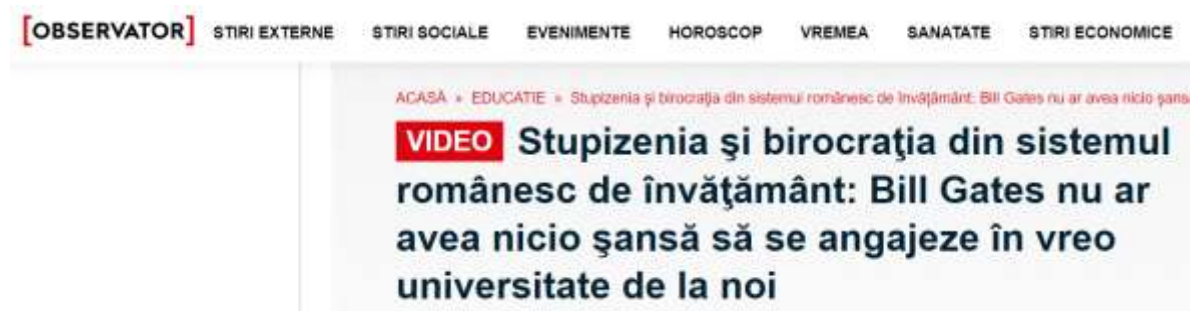 [OBSERVATOR] STIRI EXTERNE STIRI SOCIALE EVENIMENTE HOROSCOP VREMEA SANATATE STIRI ECONOMICE
ACASĂ » EDUCATIE » Stupizenia şi birocraţia din sistemul românesc de învăţământ: Bill Gates nu ar avea nicio şansă
VIDEO Stupizenia şi birocraţia din sistemul
românesc de învăţământ: Bill Gates nu ar
avea nicio şansă să se angajeze în vreo
universitate de la noi